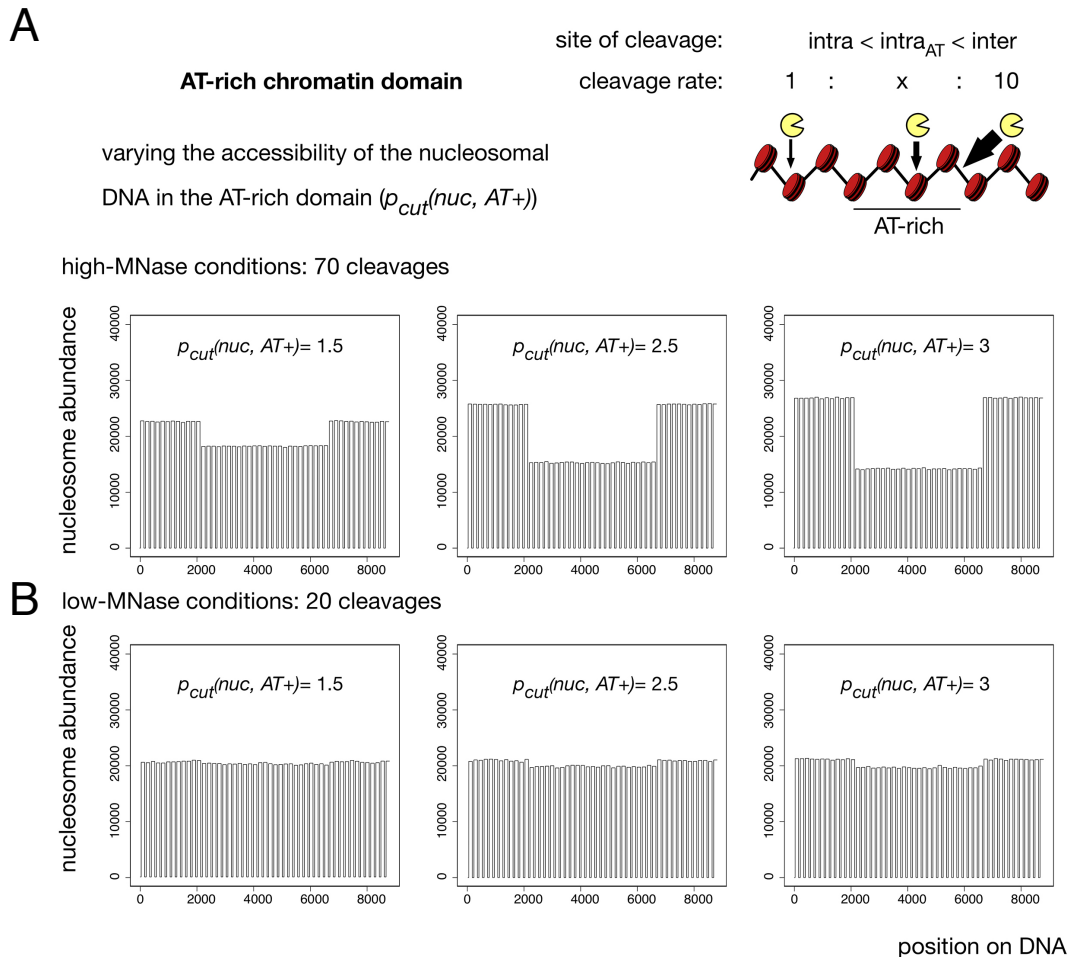 A
site of cleavage: intra < intraAT < inter
AT-rich chromatin domain
cleavage rate: 1 : x : 10
varying the accessibility of the nucleosomal
DNA in the AT-rich domain (pcut(nuc, AT+))
AT-rich
high-MNase conditions: 70 cleavages
nucleosome abundance
40000
30000
20000
10000
0
pcut(nuc, AT+)= 1.5
0 2000 4000 6000 8000
40000
30000
20000
10000
0
pcut(nuc, AT+)= 2.5
0 2000 4000 6000 8000
40000
30000
20000
10000
0
pcut(nuc, AT+)= 3
0 2000 4000 6000 8000
B
low-MNase conditions: 20 cleavages
nucleosome abundance
40000
30000
20000
10000
0
pcut(nuc, AT+)= 1.5
0 2000 4000 6000 8000
40000
30000
20000
10000
0
pcut(nuc, AT+)= 2.5
0 2000 4000 6000 8000
40000
30000
20000
10000
0
pcut(nuc, AT+)= 3
0 2000 4000 6000 8000
position on DNA